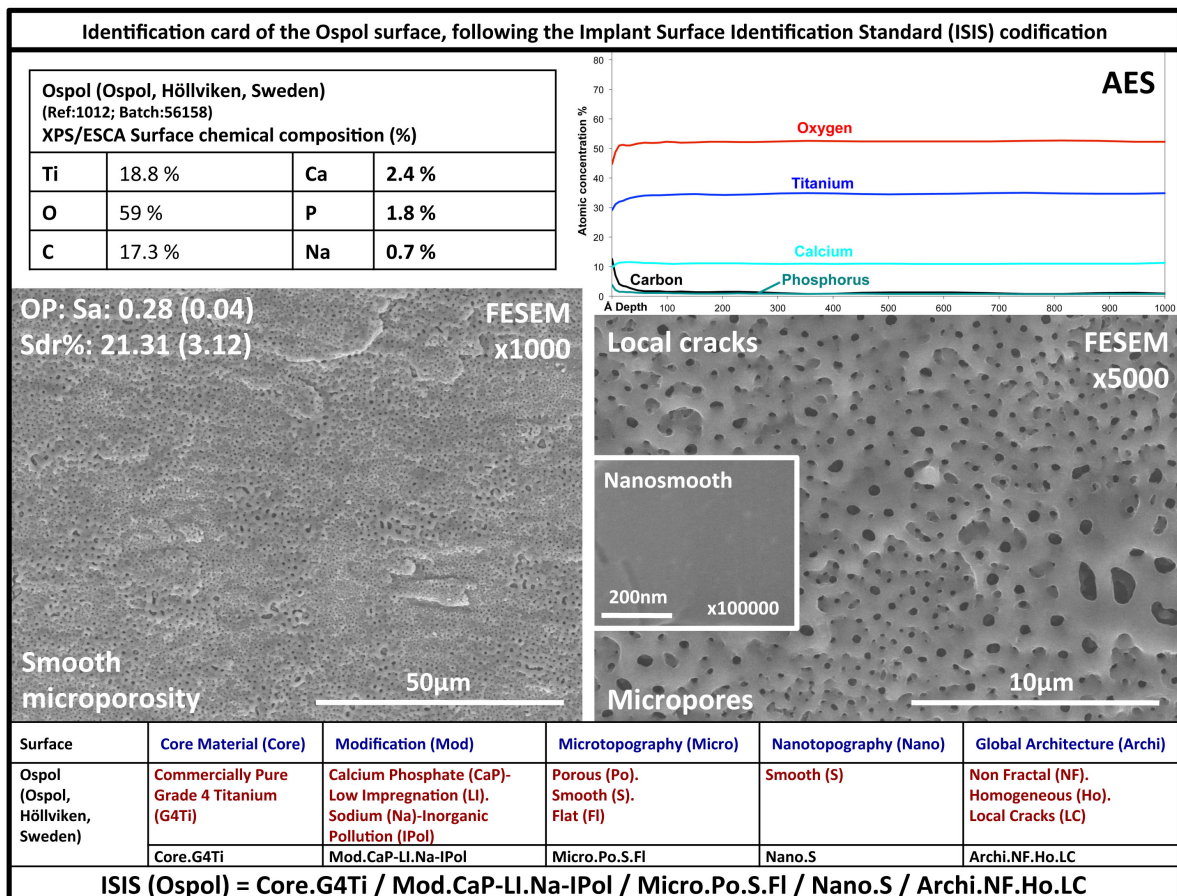 Identification card of the Ospol surface, following the Implant Surface Identification Standard (ISIS) codification
Ospol (Ospol, Höllviken, Sweden)
(Ref:1012; Batch:56158)
XPS/ESCA Surface chemical composition (%)
Ti 18.8 % Ca 2.4 %
O 59 % P 1.8 %
C 17.3 % Na 0.7 %
AES
Atomic concentration %
80
70
60
50
40
30
20
10
0
Oxygen
Titanium
Calcium
Carbon
Phosphorus
Å Depth 100 200 300 400 500 600 700 800 900 1000
OP: Sa: 0.28 (0.04)
Sdr%: 21.31 (3.12)
FESEM
x1000
Smooth
microporosity
50µm
Local cracks
FESEM
x5000
Nanosmooth
200nm
x100000
Micropores
10µm
Surface
Core Material (Core)
Modification (Mod)
Microtopography (Micro)
Nanotopography (Nano)
Global Architecture (Archi)
Ospol
(Ospol,
Höllviken,
Sweden)
Commercially Pure
Grade 4 Titanium
(G4Ti)
Calcium Phosphate (CaP)-
Low Impregnation (LI).
Sodium (Na)-Inorganic
Pollution (IPol)
Porous (Po).
Smooth (S).
Flat (Fl)
Smooth (S)
Non Fractal (NF).
Homogeneous (Ho).
Local Cracks (LC)
Core.G4Ti
Mod.CaP-LI.Na-IPol
Micro.Po.S.Fl
Nano.S
Archi.NF.Ho.LC
ISIS (Ospol) = Core.G4Ti / Mod.CaP-LI.Na-IPol / Micro.Po.S.Fl / Nano.S / Archi.NF.Ho.LC